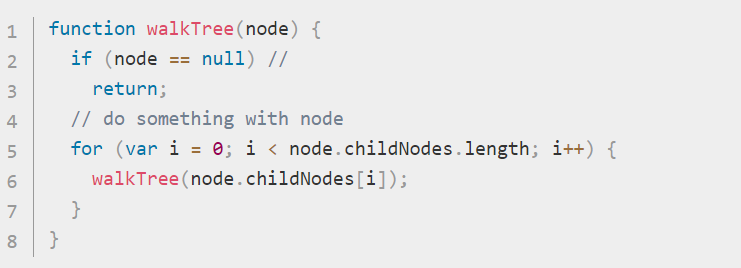 1 function walkTree(node) {
2   if (node == null) //
3     return;
4   // do something with node
5   for (var i = 0; i < node.childNodes.length; i++) {
6     walkTree(node.childNodes[i]);
7   }
8 }